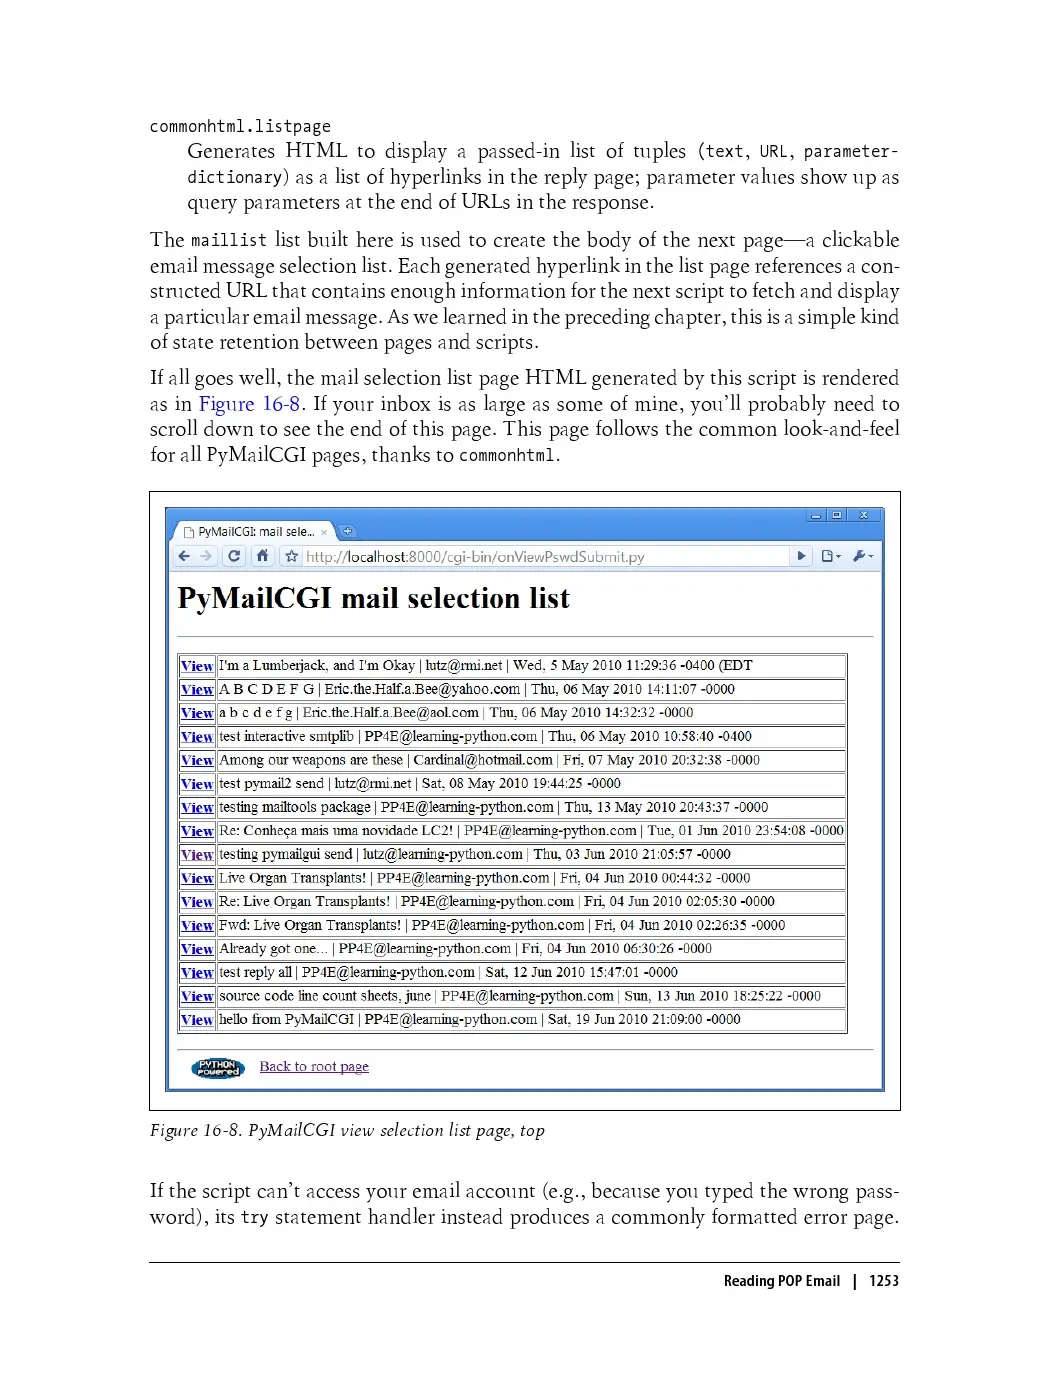 commonhtml.listpage
Generates HTML to display a passed-in list of tuples (text, URL, parameter-
dictionary) as a list of hyperlinks in the reply page; parameter values show up as
query parameters at the end of URLs in the response.
The maillist list built here is used to create the body of the next page—a clickable
email message selection list. Each generated hyperlink in the list page references a con-
structed URL that contains enough information for the next script to fetch and display
a particular email message. As we learned in the preceding chapter, this is a simple kind
of state retention between pages and scripts.
If all goes well, the mail selection list page HTML generated by this script is rendered
as in Figure 16-8. If your inbox is as large as some of mine, you’ll probably need to
scroll down to see the end of this page. This page follows the common look-and-feel
for all PyMailCGI pages, thanks to commonhtml.
PyMailCGI: mail sele...
http://localhost:8000/cgi-bin/onViewPswdSubmit.py
PyMailCGI mail selection list
View I'm a Lumberjack, and I'm Okay | lutz@rmi.net | Wed, 5 May 2010 11:29:36 -0400 (EDT
View A B C D E F G | Eric.the.Half.a.Bee@yahoo.com | Thu, 06 May 2010 14:11:07 -0000
View a b c d e f g | Eric.the.Half.a.Bee@aol.com | Thu, 06 May 2010 14:32:32 -0000
View test interactive smtplib | PP4E@learning-python.com | Thu, 06 May 2010 10:58:40 -0400
View Among our weapons are these | Cardinal@hotmail.com | Fri, 07 May 2010 20:32:38 -0000
View test pymail2 send | lutz@rmi.net | Sat, 08 May 2010 19:44:25 -0000
View testing mailtools package | PP4E@learning-python.com | Thu, 13 May 2010 20:43:37 -0000
View Re: Conheça mais uma novidade LC2! | PP4E@learning-python.com | Tue, 01 Jun 2010 23:54:08 -0000
View testing pymailgui send | lutz@learning-python.com | Thu, 03 Jun 2010 21:05:57 -0000
View Live Organ Transplants! | PP4E@learning-python.com | Fri, 04 Jun 2010 00:44:32 -0000
View Re: Live Organ Transplants! | PP4E@learning-python.com | Fri, 04 Jun 2010 02:05:30 -0000
View Fwd: Live Organ Transplants! | PP4E@learning-python.com | Fri, 04 Jun 2010 02:26:35 -0000
View Already got one... | PP4E@learning-python.com | Fri, 04 Jun 2010 06:30:26 -0000
View test reply all | PP4E@learning-python.com | Sat, 12 Jun 2010 15:47:01 -0000
View source code line count sheets, june | PP4E@learning-python.com | Sun, 13 Jun 2010 18:25:22 -0000
View hello from PyMailCGI | PP4E@learning-python.com | Sat, 19 Jun 2010 21:09:00 -0000
PYTHON
Powered
Back to root page
Figure 16-8. PyMailCGI view selection list page, top
If the script can’t access your email account (e.g., because you typed the wrong pass-
word), its try statement handler instead produces a commonly formatted error page.
Reading POP Email | 1253